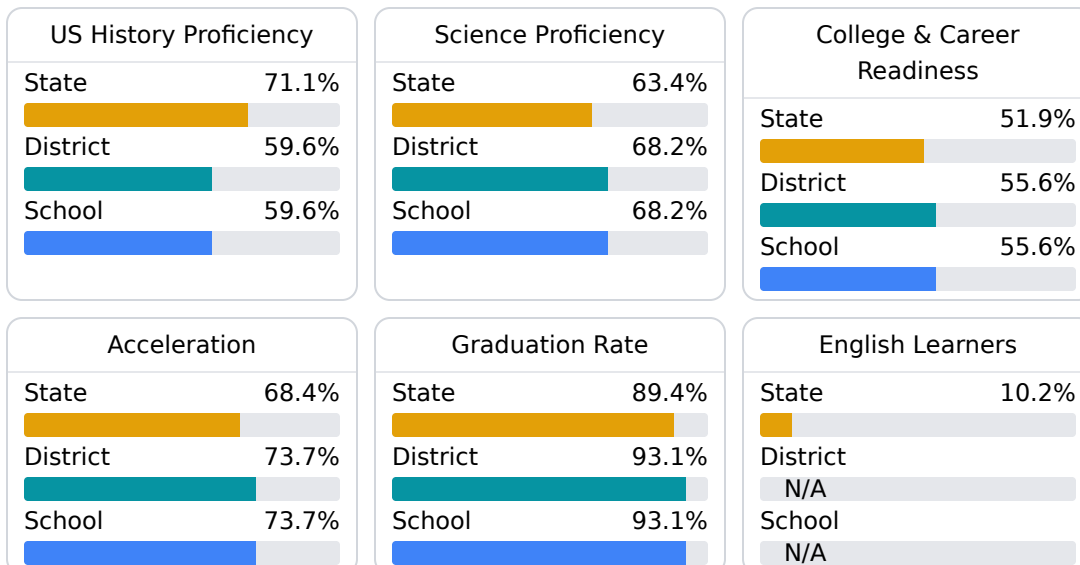 US History Proficiency
State 71.1%
District 59.6%
School 59.6%
Science Proficiency
State 63.4%
District 68.2%
School 68.2%
College & Career
Readiness
State 51.9%
District 55.6%
School 55.6%
Acceleration
State 68.4%
District 73.7%
School 73.7%
Graduation Rate
State 89.4%
District 93.1%
School 93.1%
English Learners
State 10.2%
District
N/A
School
N/A